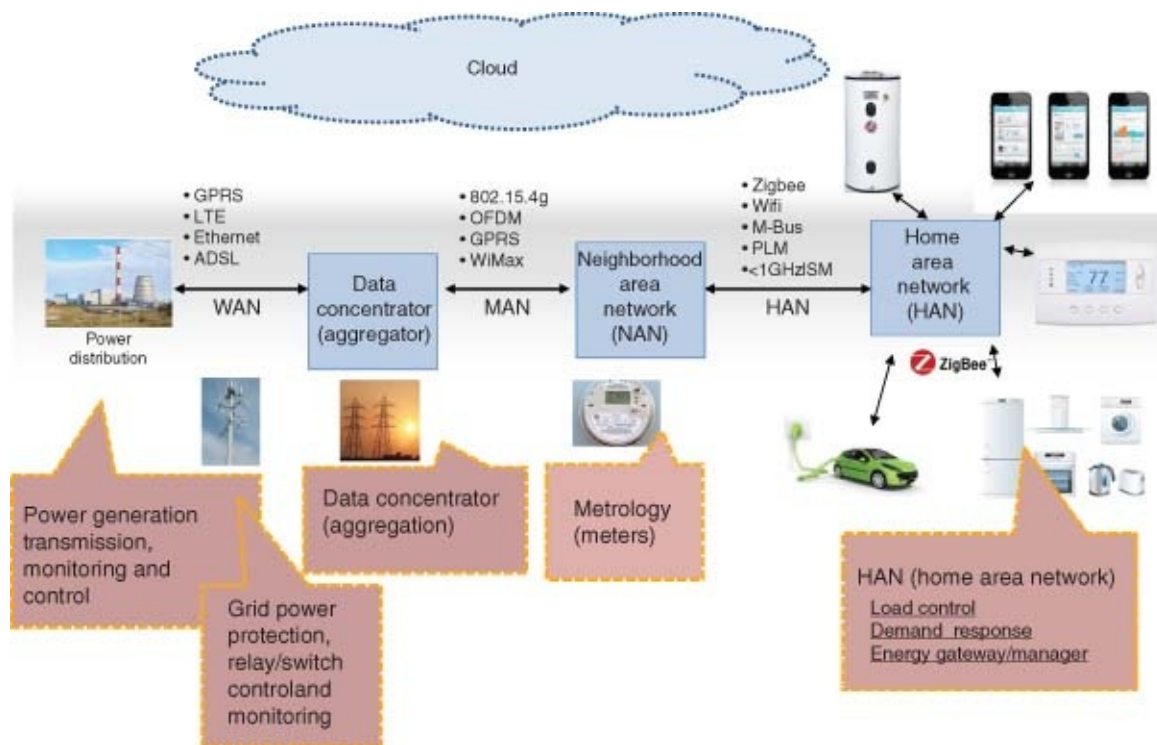 Cloud
• GPRS
• LTE
• Ethernet
• ADSL
WAN
Power
distribution
Data
concentrator
(aggregator)
• 802.15.4g
• OFDM
• GPRS
• WiMax
MAN
Neighborhood
area
network
(NAN)
• Zigbee
• Wifi
• M-Bus
• PLM
• <1GHzISM
HAN
Home
area
network
(HAN)
77
ZigBee
Power generation
transmission,
monitoring and
control
Grid power
protection,
relay/switch
controland
monitoring
Data concentrator
(aggregation)
Metrology
(meters)
HAN (home area network)
Load control
Demand response
Energy gateway/manager